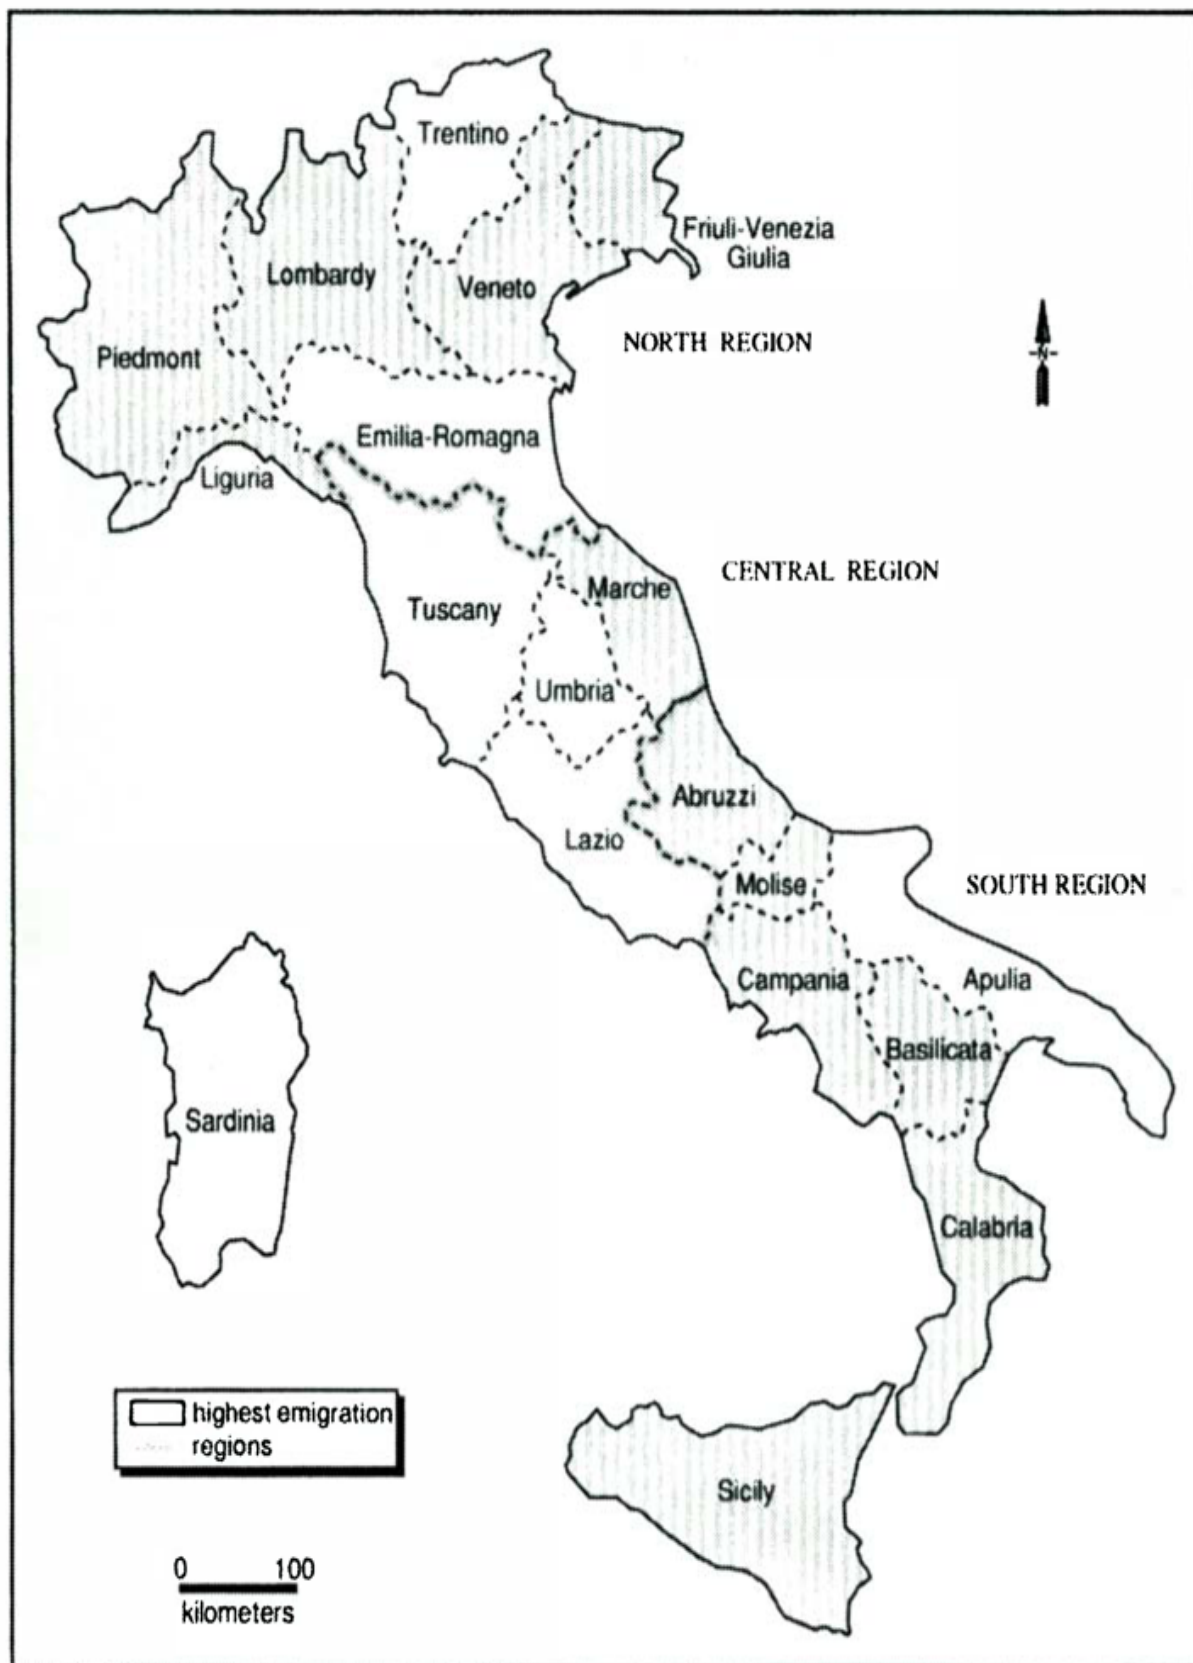 Trentino
Friuli-Venezia
Giulia
Lombardy
Veneto
NORTH REGION
N
Piedmont
Emilia-Romagna
Liguria
CENTRAL REGION
Marche
Tuscany
Umbria
Abruzzi
Lazio
Molise
SOUTH REGION
Campania
Apulia
Basilicata
Sardinia
Calabria
highest emigration
regions
Sicily
0 100
kilometers